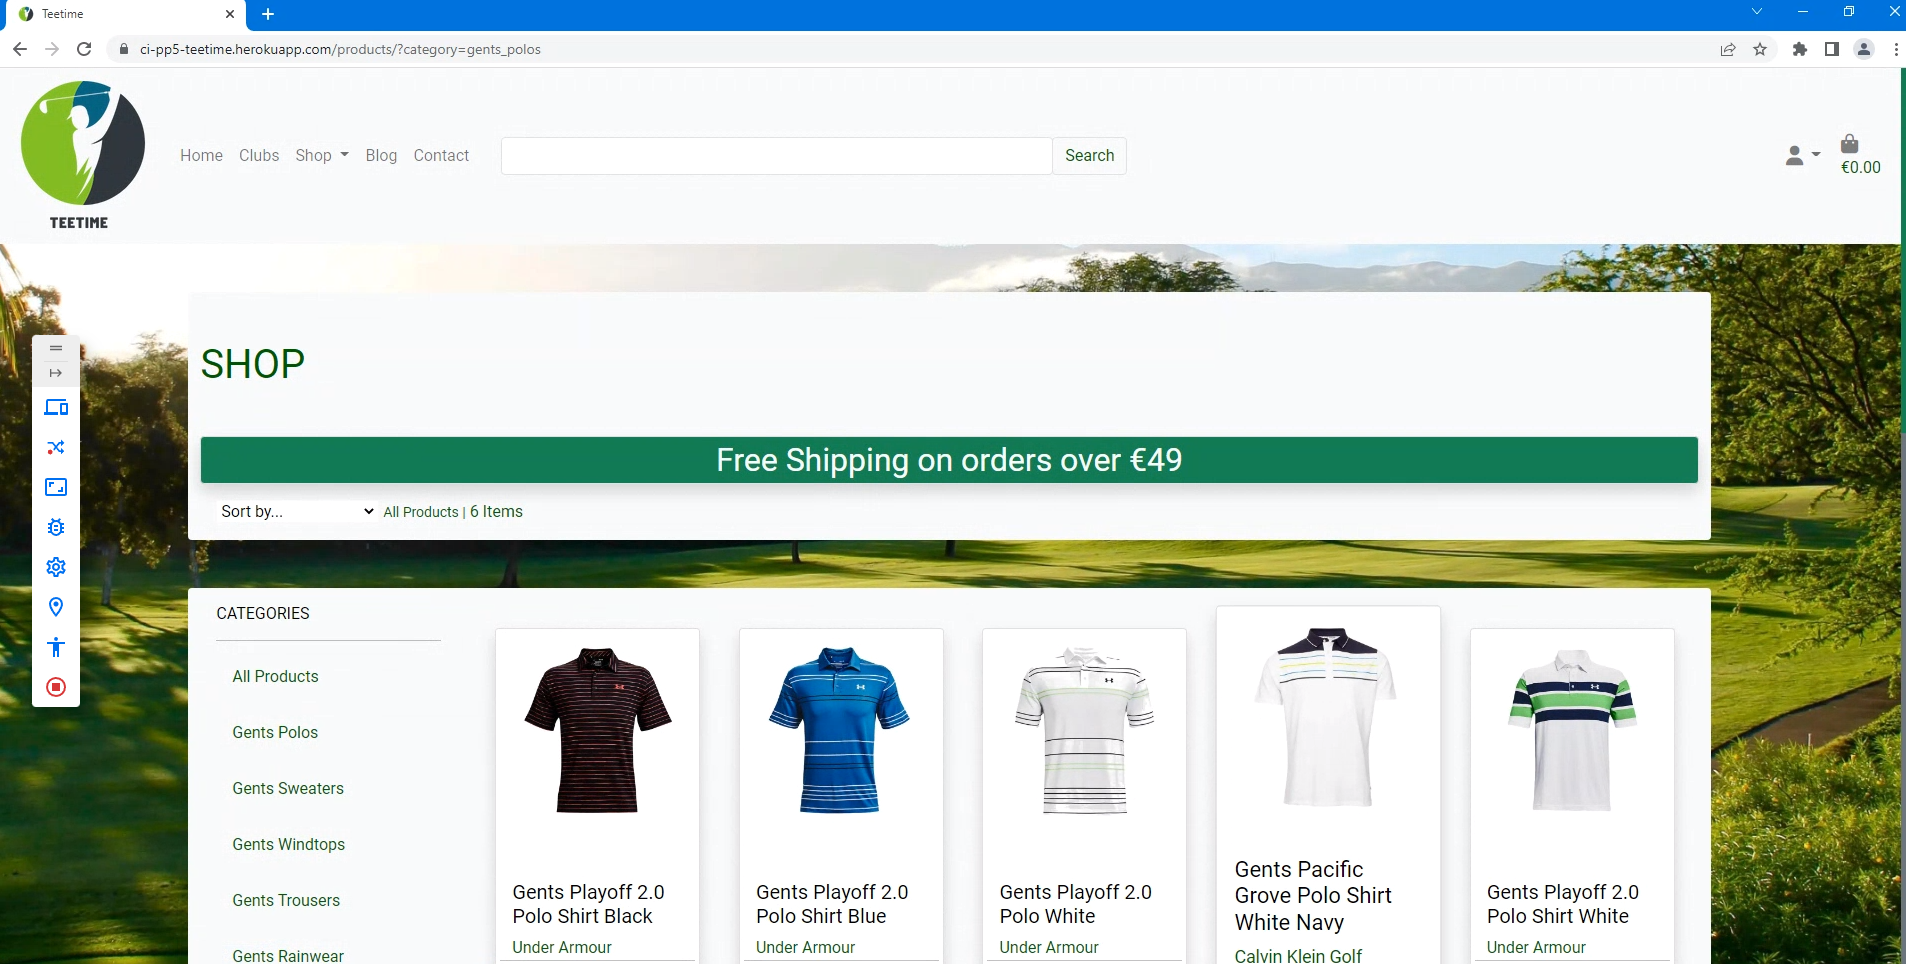 Teetime
ci-pp5-teetime.herokuapp.com/products/?category=gents_polos
TEETIME
Home Clubs Shop Blog Contact
Search
€0.00
SHOP
Free Shipping on orders over €49
Sort by... All Products | 6 Items
CATEGORIES
All Products
Gents Polos
Gents Sweaters
Gents Windtops
Gents Trousers
Gents Rainwear
Gents Playoff 2.0
Polo Shirt Black
Under Armour
Gents Playoff 2.0
Polo Shirt Blue
Under Armour
Gents Playoff 2.0
Polo White
Under Armour
Gents Pacific
Grove Polo Shirt
White Navy
Calvin Klein Golf
Gents Playoff 2.0
Polo Shirt White
Under Armour